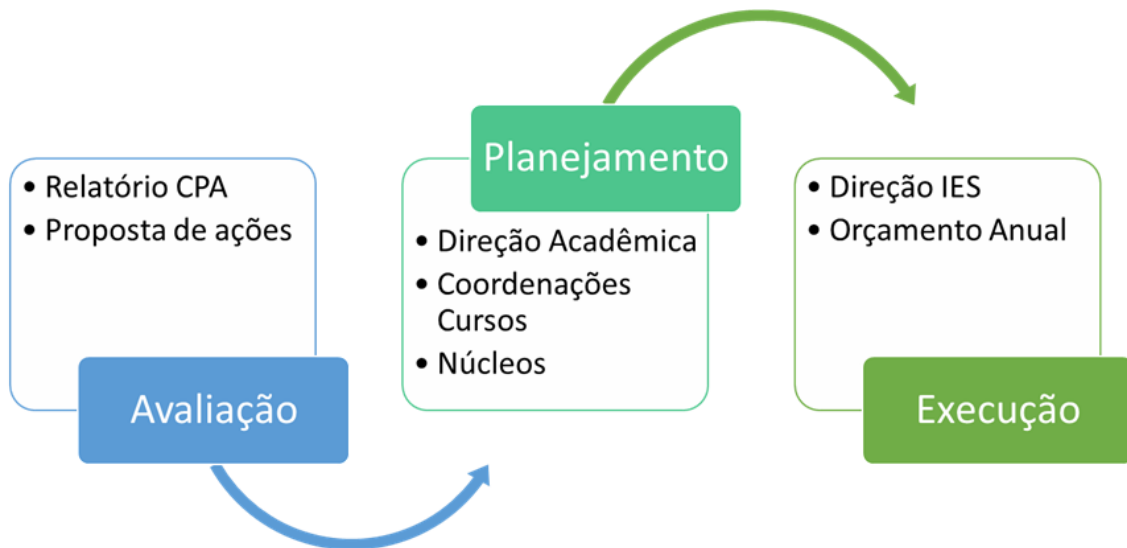 • Relatório CPA
• Proposta de ações
Avaliação
Planejamento
• Direção Acadêmica
• Coordenações
Cursos
• Núcleos
• Direção IES
• Orçamento Anual
Execução